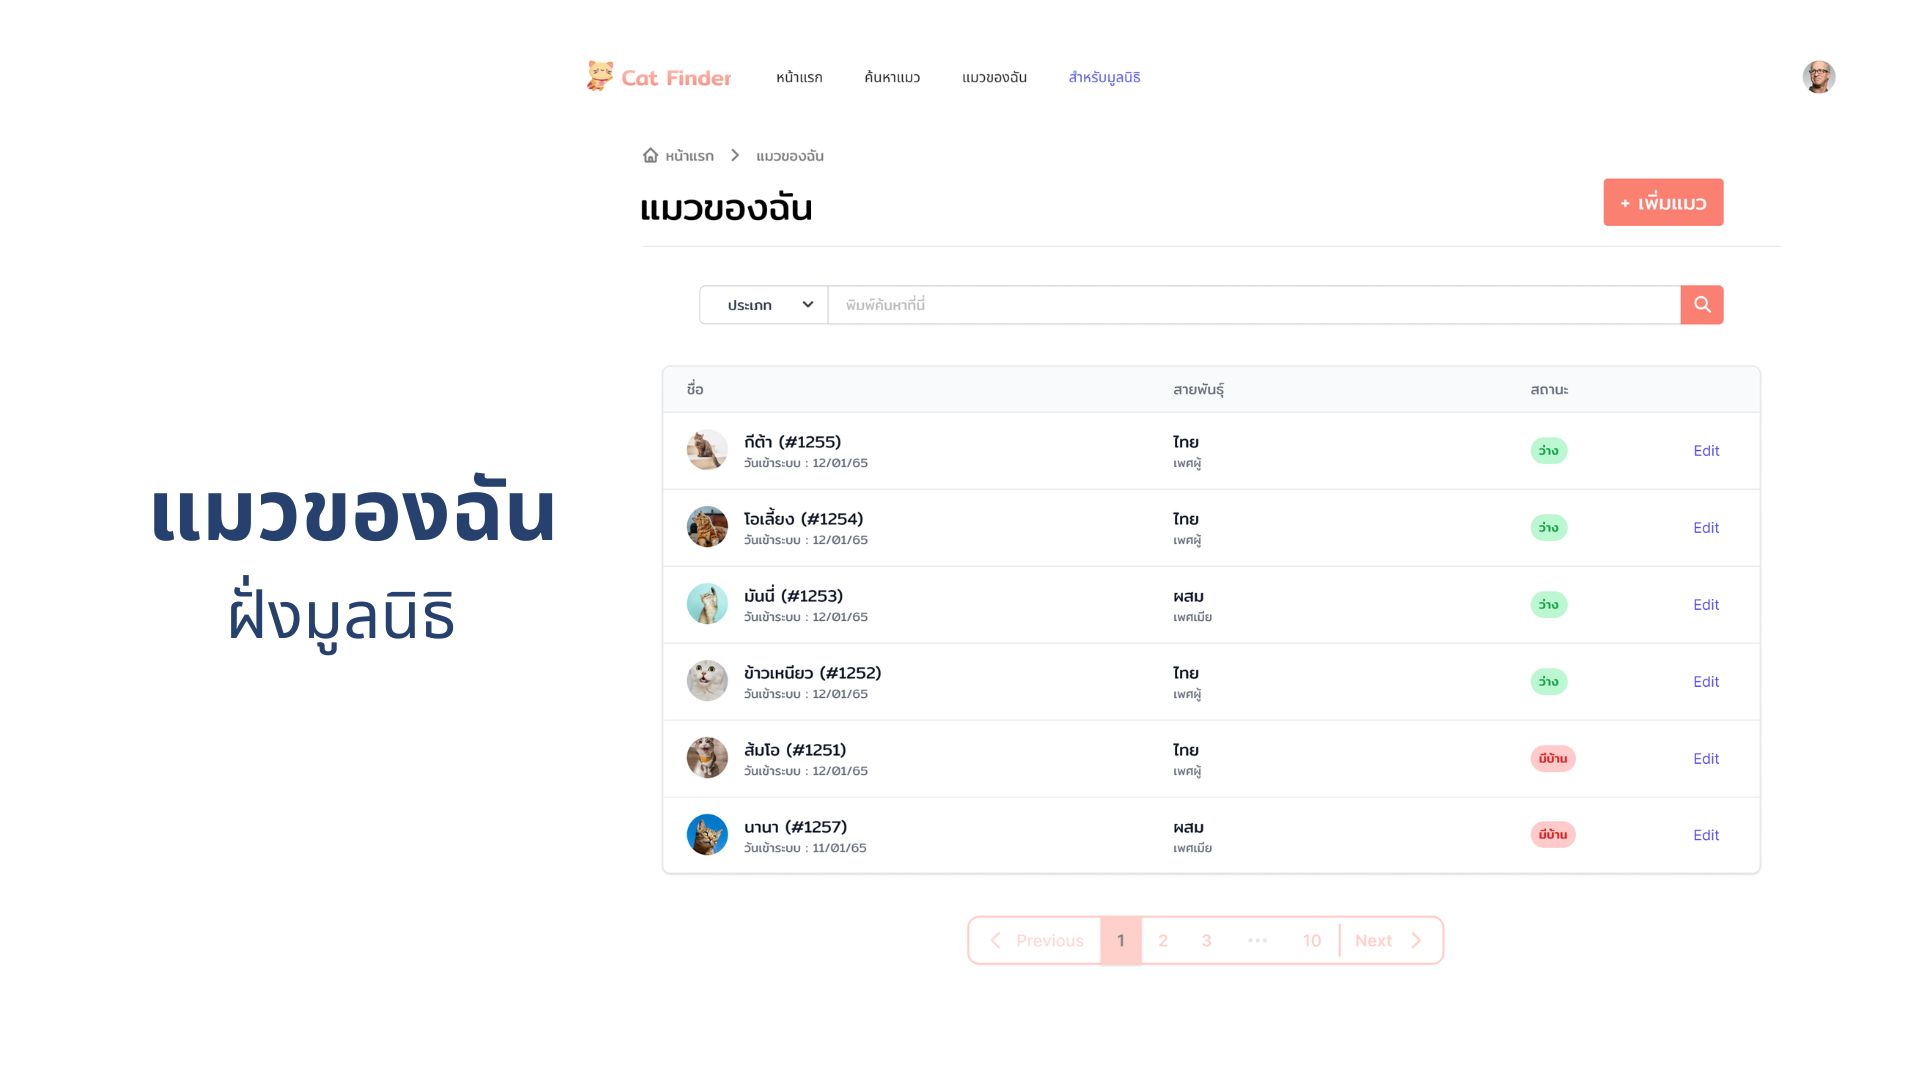 Cat Finder
หน้าแรก
ค้นหาแมว
แมวของฉัน
สำหรับมูลนิธิ
หน้าแรก > แมวของฉัน
แมวของฉัน
+ เพิ่มแมว
ประเภท
พิมพ์ค้นหาที่นี่
แมวของฉัน
ฝั่งมูลนิธิ
ชื่อ สายพันธุ์ สถานะ
กีต้า (#1255) ไทย ว่าง Edit
วันเข้าระบบ : 12/01/65 เพศผู้
โอเลี้ยง (#1254) ไทย ว่าง Edit
วันเข้าระบบ : 12/01/65 เพศผู้
มันนี่ (#1253) ผสม ว่าง Edit
วันเข้าระบบ : 12/01/65 เพศเมีย
ข้าวเหนียว (#1252) ไทย ว่าง Edit
วันเข้าระบบ : 12/01/65 เพศผู้
ส้มโอ (#1251) ไทย มีบ้าน Edit
วันเข้าระบบ : 12/01/65 เพศผู้
นานา (#1257) ผสม มีบ้าน Edit
วันเข้าระบบ : 11/01/65 เพศเมีย
Previous 1 2 3 ... 10 Next